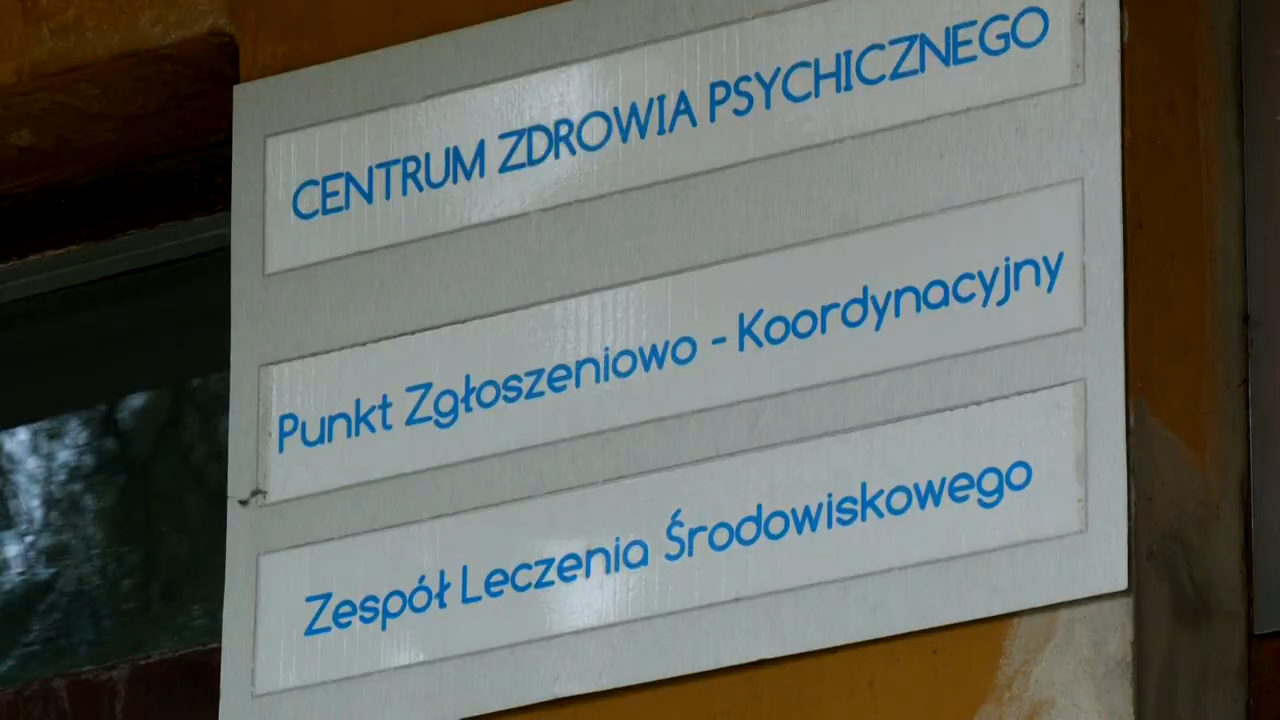 CENTRUM ZDROWIA PSYCHICZNEGO
Punkt Zgłoszeniowo - Koordynacyjny
Zespół Leczenia Środowiskowego